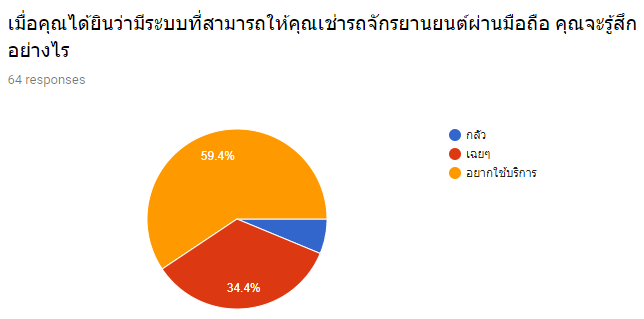 เมื่อคุณได้ยินว่ามีระบบที่สามารถให้คุณเช่ารถจักรยานยนต์ผ่านมือถือ คุณจะรู้สึก
อย่างไร
64 responses
กลัว
เฉยๆ
อยากใช้บริการ
59.4%
34.4%